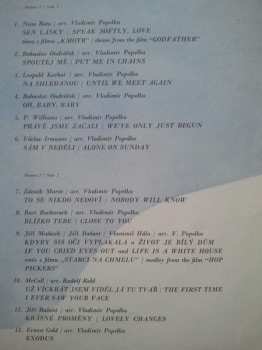 Strana 1 / Side 1
1. Nino Rota / arr. Vladimír Popelka
SEN LÁSKY / SPEAK SOFTLY, LOVE
téma z filmu „KMOTR“ / theme from the film "GODFATHER"
2. Bohuslav Ondráček / arr. Vladimír Popelka
SPOUTEJ MĚ / PUT ME IN CHAINS
3. Leopold Korbař / arr. Vladimír Popelka
NA SHLEDANOU / UNTIL WE MEET AGAIN
4. Bohuslav Ondráček / arr. Vladimír Popelka
OH, BABY, BABY
5. P. Williams / arr. Vladimír Popelka
PRÁVĚ JSME ZAČALI / WE'VE ONLY JUST BEGUN
6. Václav / arr. Vladimír Popelka
SÁM V NEDĚLI / ALONE ON SUNDAY
Strana 2 / Side 2
7. Zdeněk Marat / arr. Vladimír Popelka
TO SE NIKDO NEDOVÍ / NOBODY WILL KNOW
8. Burt Bacharach / arr. Vladimír Popelka
BLÍZKO TEBE / CLOSE TO YOU
9. Jiří Malásek / Jiří Bažant / Vlastimil Hála / arr. V. Popelka
KDYBY SIS OČI VYPLAKALA a ŽIVOT JE BÍLÝ DŮM
IF YOU CRIED EYES OUT and LIFE IS A WHITE HOUSE
směs z filmu „STARCI NA CHMELU“ / medley from the film "HOP
PICKERS"
10. McColl / arr. Rudolf Rokl
UŽ VÍCKRÁT JSEM VIDĚL JÁ TU TVÁŘ / THE FIRST TIME
I EVER SAW YOUR FACE
11. Jiří Bažant / arr. Vladimír Popelka
KRÁSNÉ PROMĚNY / LOVELY CHANGES
12. Ernest Gold / arr. Vladimír Popelka
EXODUS